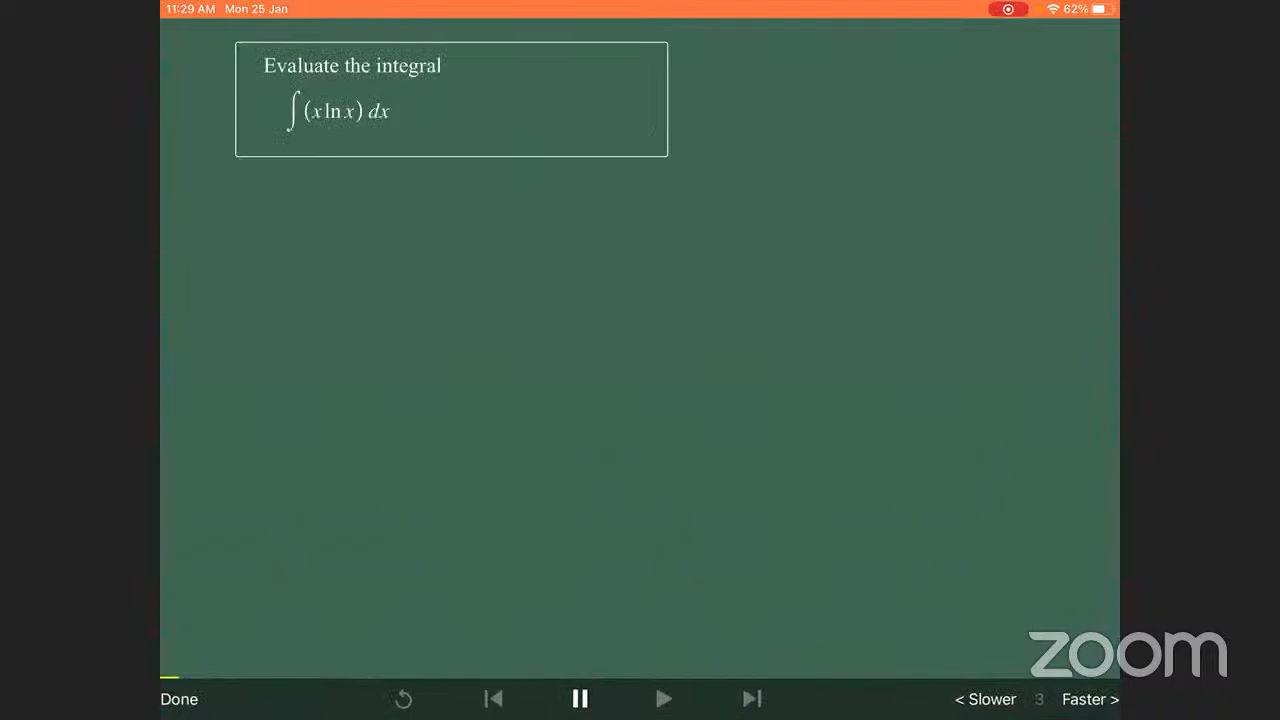 11:29 AM Mon 25 Jan 62%
Evaluate the integral
∫ (x ln x) dx
zoom
Done < Slower 3 Faster >